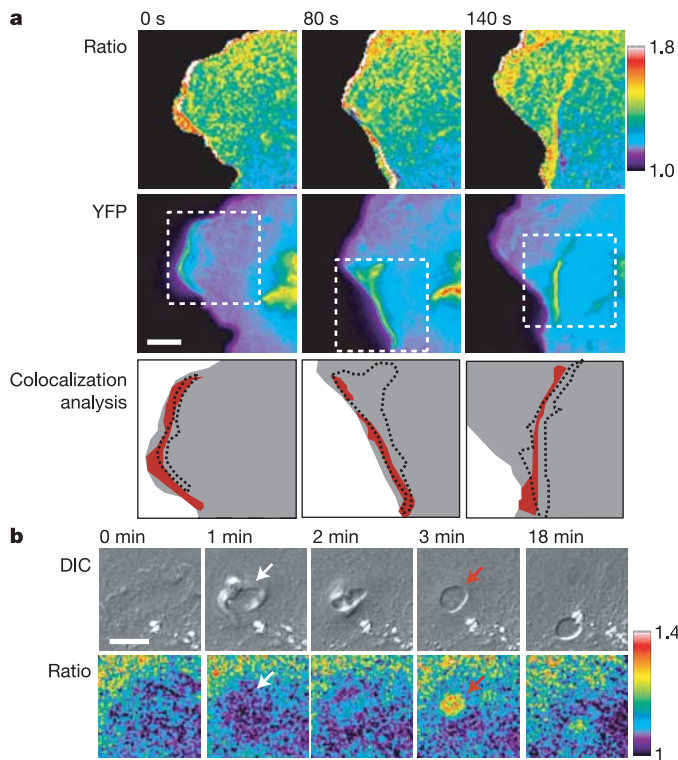 a
0 s 80 s 140 s
Ratio
1.8
1.0
YFP
Colocalization
analysis
b
0 min 1 min 2 min 3 min 18 min
DIC
Ratio
1.4
1